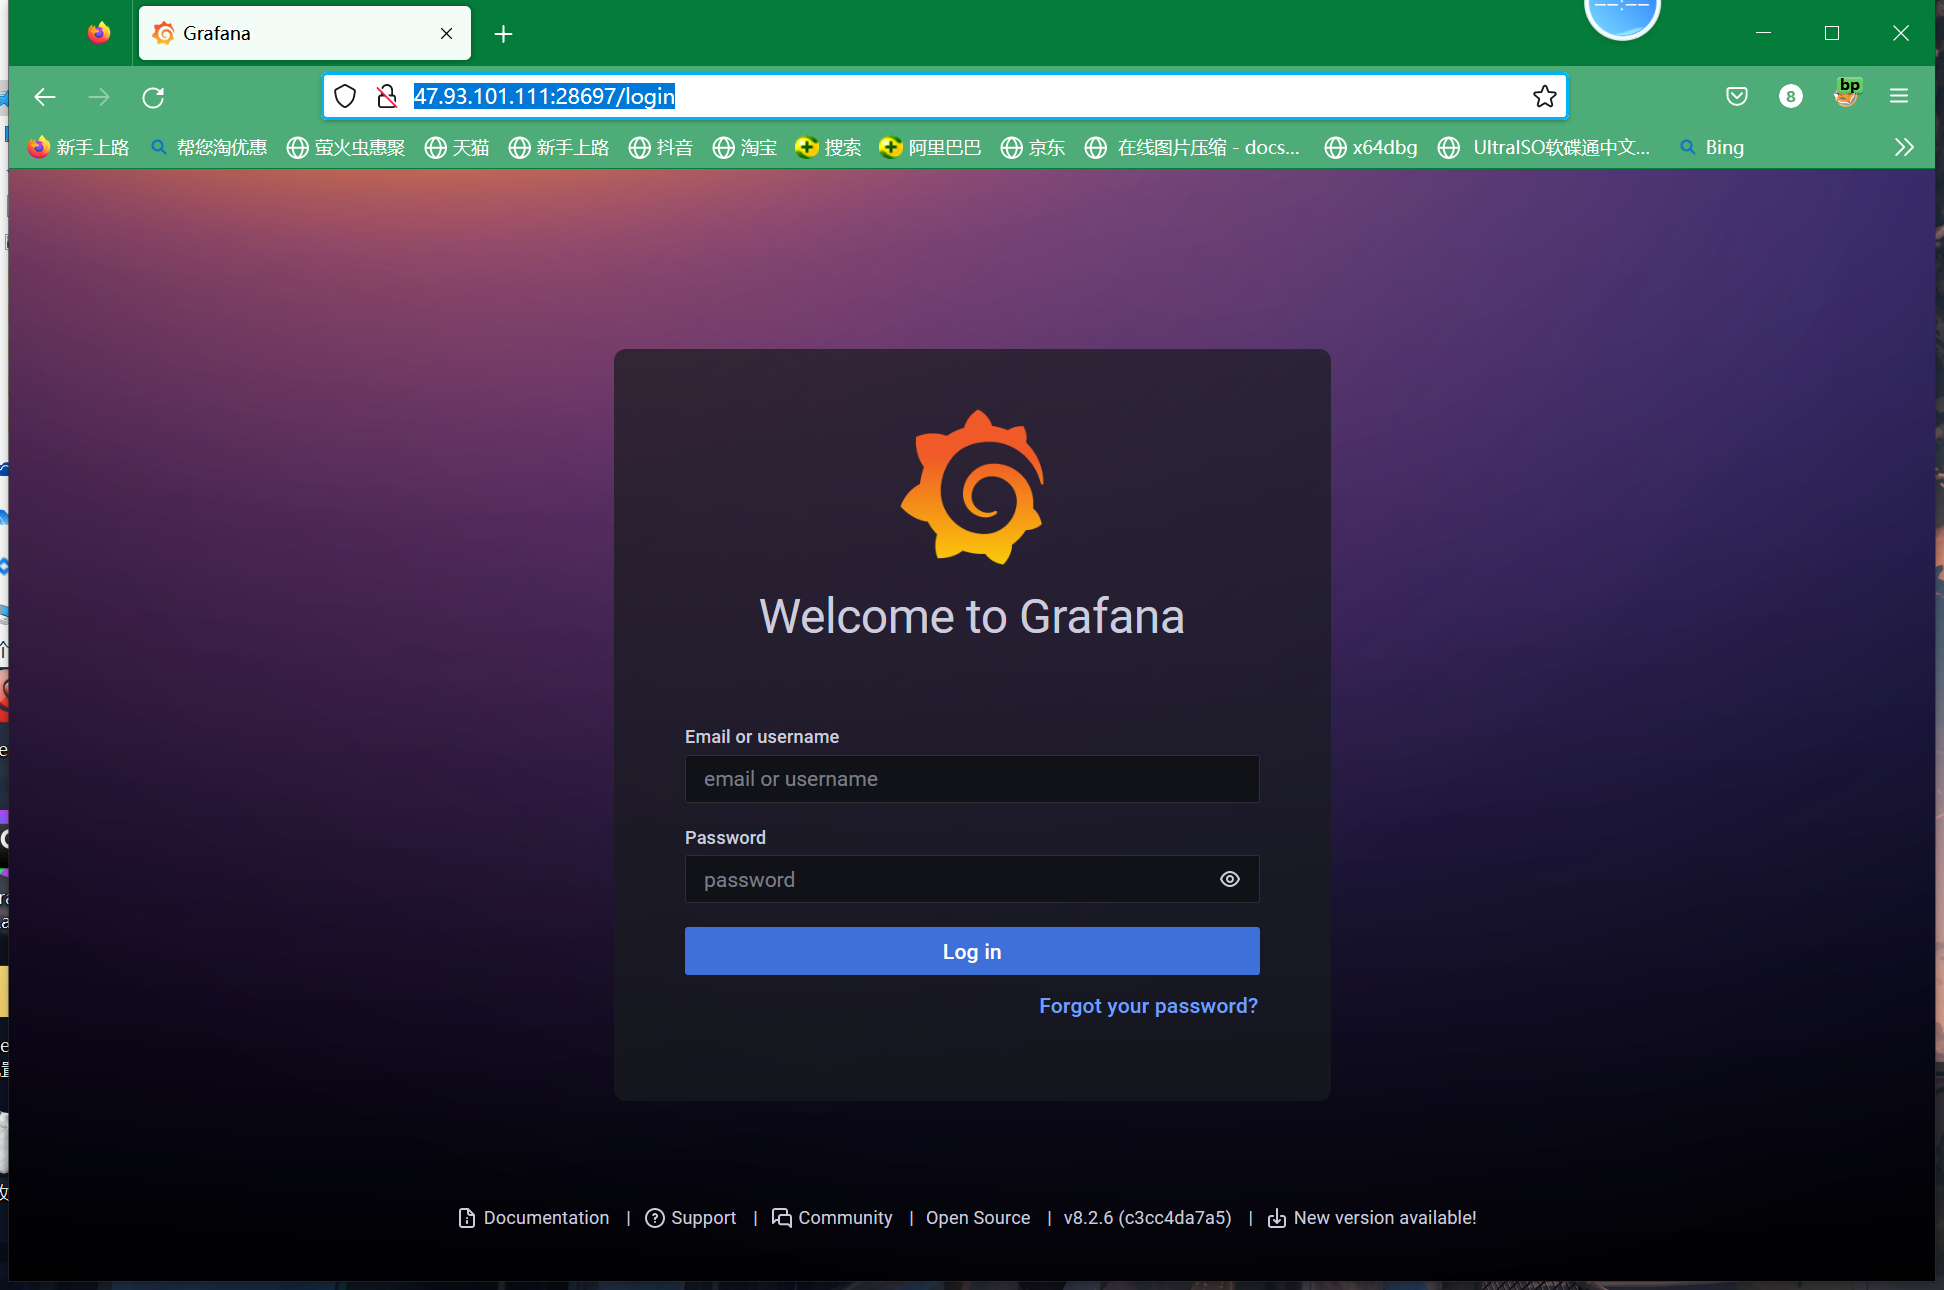 Grafana
47.93.101.111:28697/login
8
bp
新手上路 帮您淘优惠 萤火虫惠聚 天猫 新手上路 抖音 淘宝 搜索 阿里巴巴 京东 在线图片压缩 - docs... x64dbg UltraISO软碟通中文... Bing
Welcome to Grafana
Email or username
email or username
Password
password
Log in
Forgot your password?
Documentation | Support | Community | Open Source | v8.2.6 (c3cc4da7a5) | New version available!